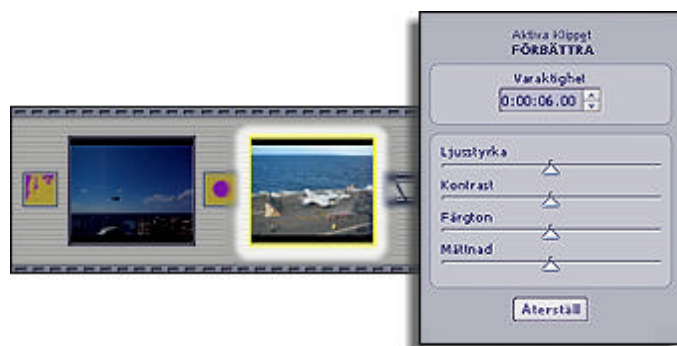 Aktiva Klippet
FÖRBÄTTRA
Varaktighet
0:00:06.00
Ljusstyrka
Kontrast
Färgton
Mättnad
Återställ